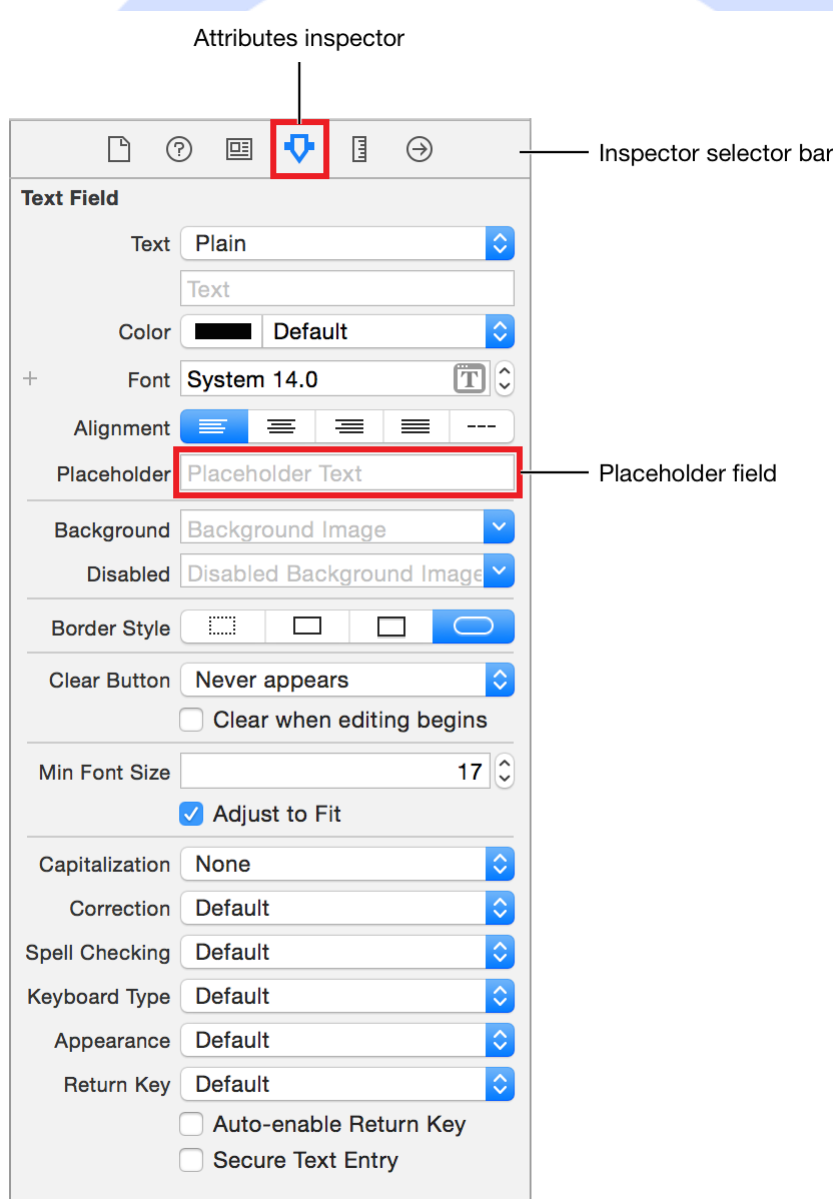 Attributes inspector
Inspector selector bar
Text Field
Text Plain
Text
Color Default
+ Font System 14.0 T
Alignment ---
Placeholder Placeholder Text Placeholder field
Background Background Image
Disabled Disabled Background Image
Border Style
Clear Button Never appears
Clear when editing begins
Min Font Size 17
Adjust to Fit
Capitalization None
Correction Default
Spell Checking Default
Keyboard Type Default
Appearance Default
Return Key Default
Auto-enable Return Key
Secure Text Entry